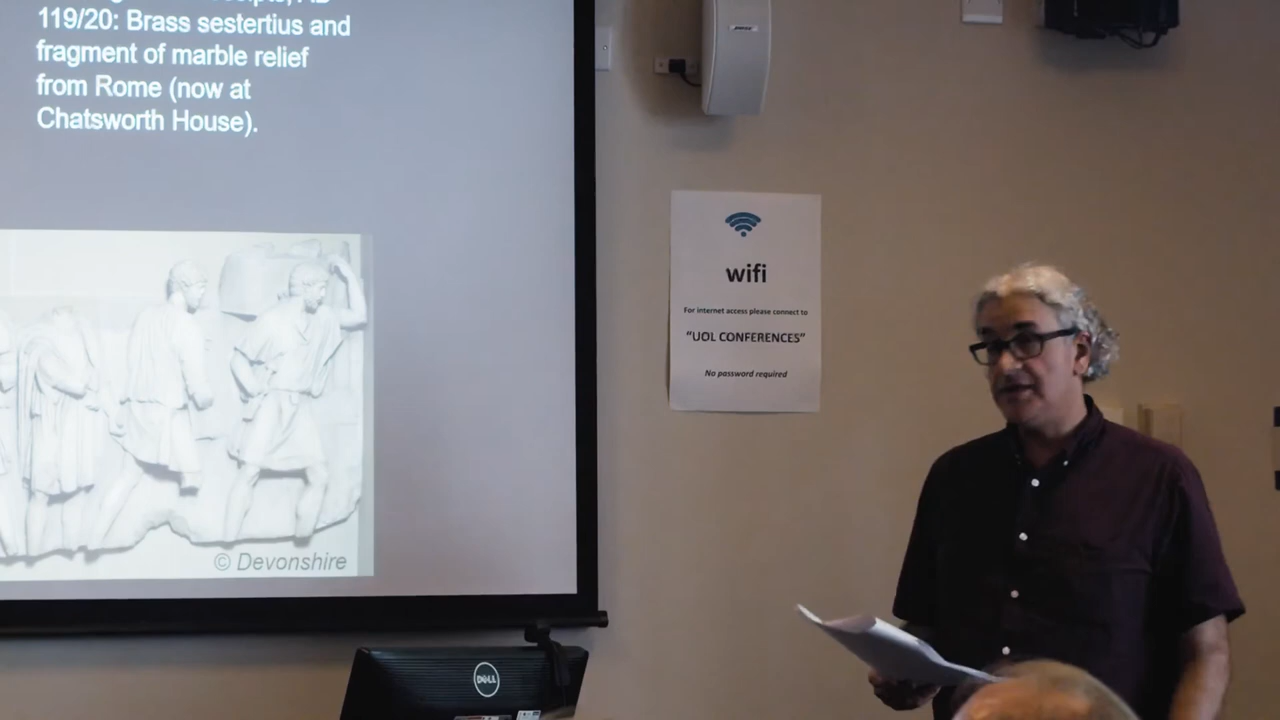 119/20: Brass sestertius and
fragment of marble relief
from Rome (now at
Chatsworth House).
© Devonshire
BOSE
wifi
For internet access please connect to
"UOL CONFERENCES"
No password required
DELL